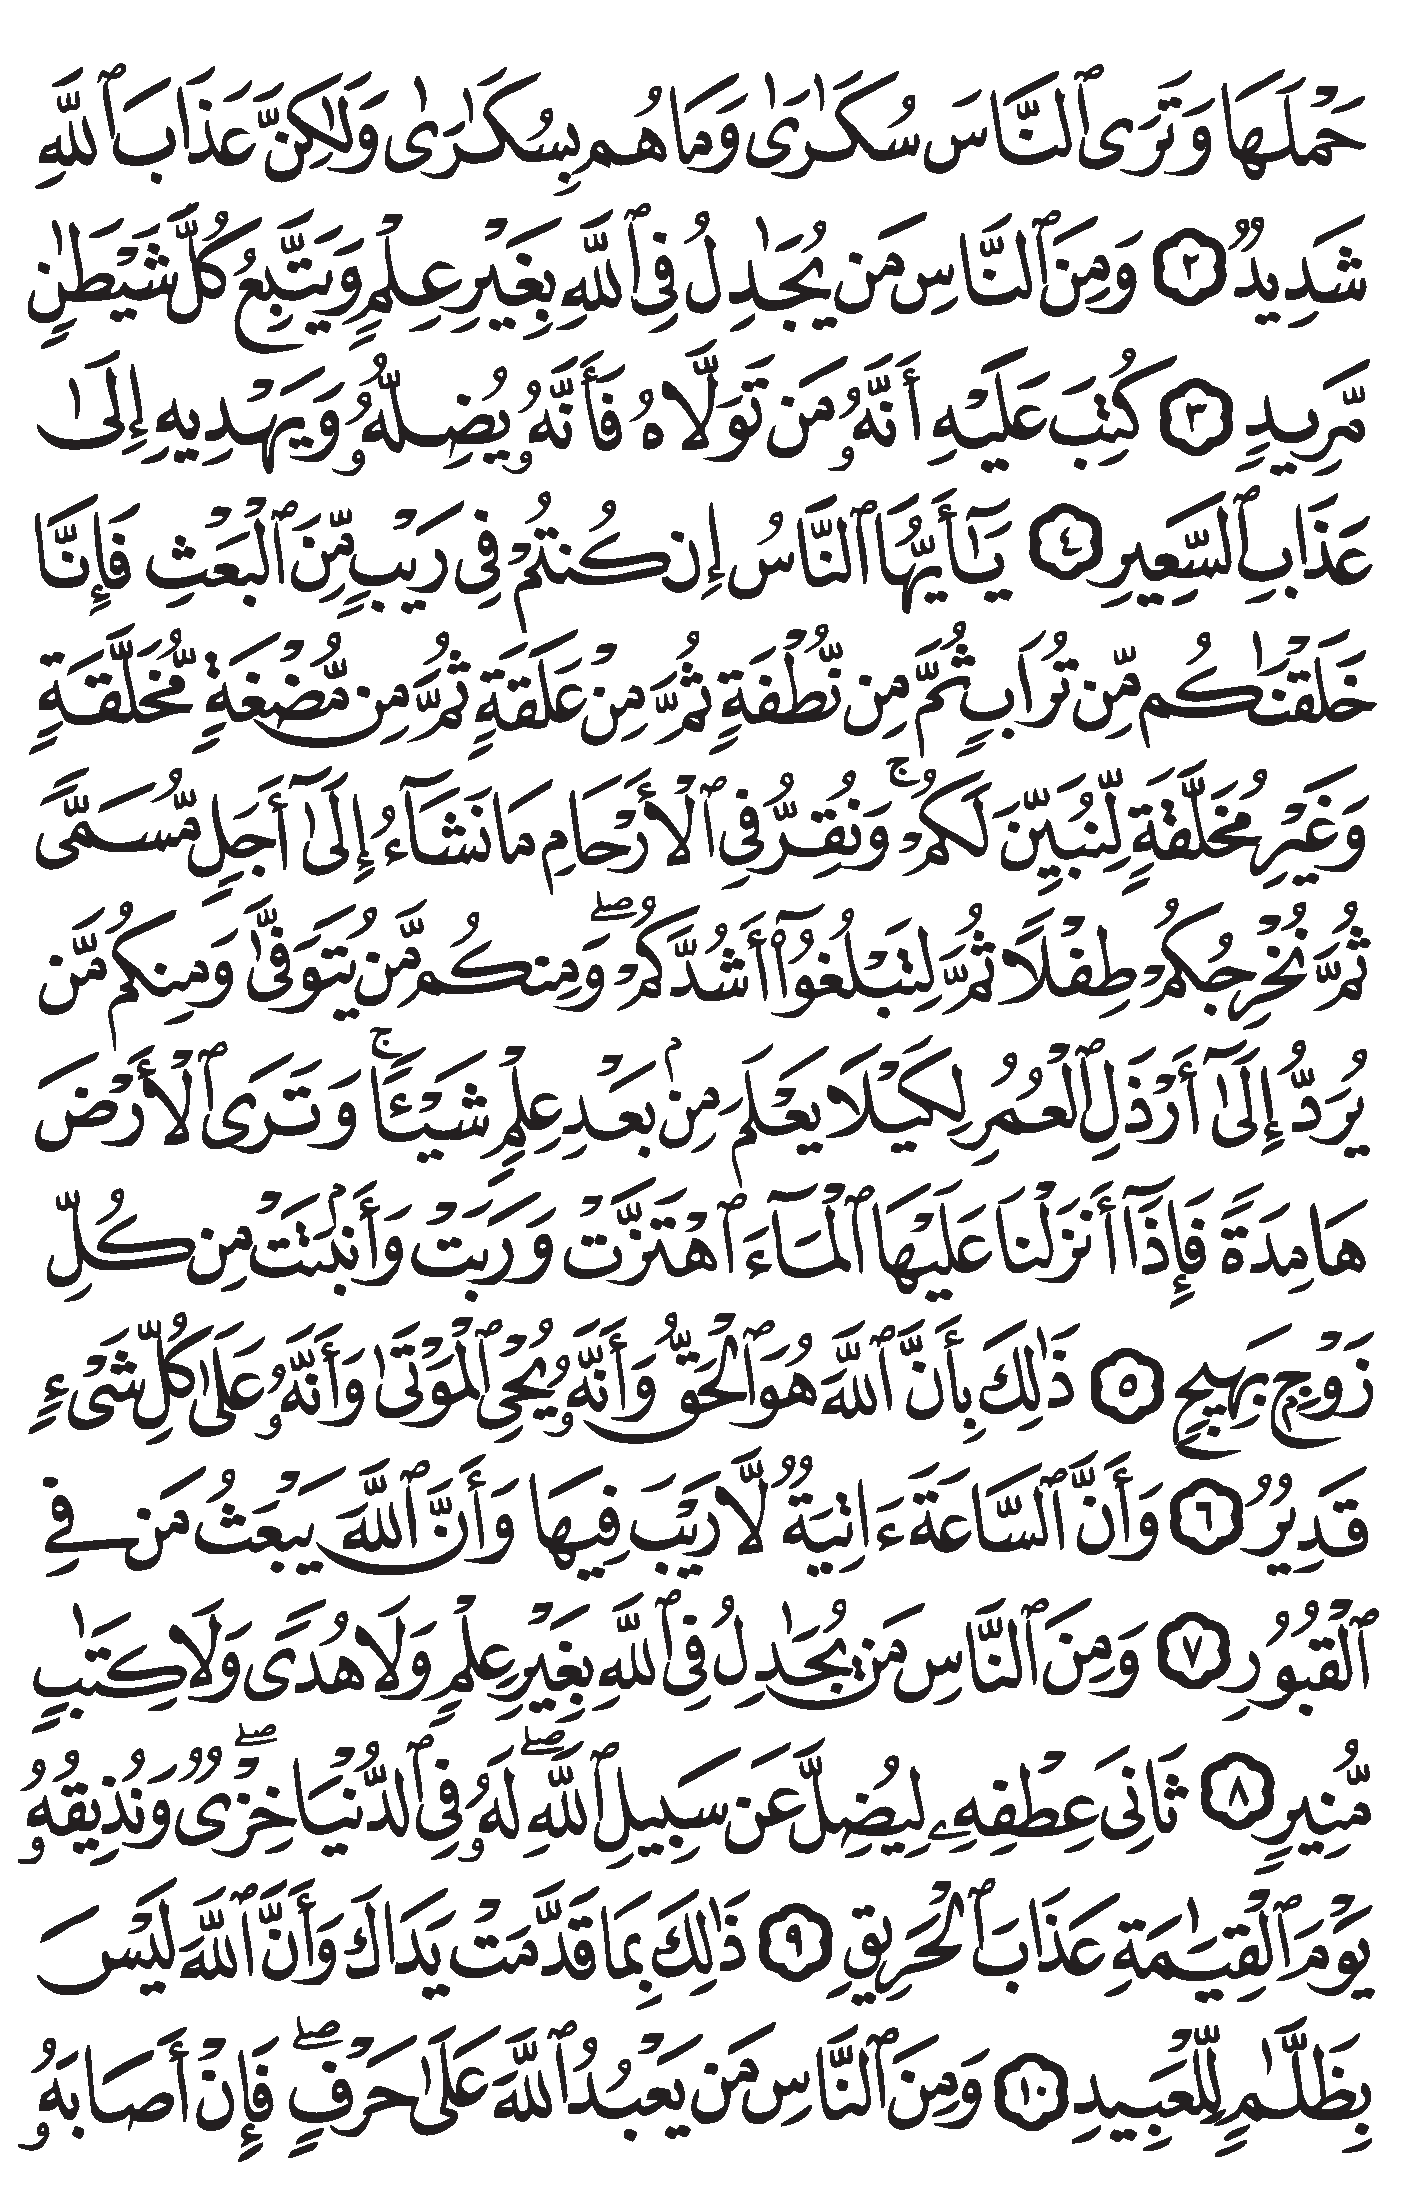 حَمْلَهَا وَتَرَى ٱلنَّاسَ سُكَٰرَىٰ وَمَا هُم بِسُكَٰرَىٰ وَلَٰكِنَّ عَذَابَ ٱللَّهِ
شَدِيدٌ ٢ وَمِنَ ٱلنَّاسِ مَن يُجَٰدِلُ فِى ٱللَّهِ بِغَيْرِ عِلْمٍ وَيَتَّبِعُ كُلَّ شَيْطَٰنٍ
مَّرِيدٍ ٣ كُتِبَ عَلَيْهِ أَنَّهُۥ مَن تَوَلَّاهُ فَأَنَّهُۥ يُضِلُّهُۥ وَيَهْدِيهِ إِلَىٰ
عَذَابِ ٱلسَّعِيرِ ٤ يَٰٓأَيُّهَا ٱلنَّاسُ إِن كُنتُمْ فِى رَيْبٍ مِّنَ ٱلْبَعْثِ فَإِنَّا
خَلَقْنَٰكُم مِّن تُرَابٍ ثُمَّ مِن نُّطْفَةٍ ثُمَّ مِنْ عَلَقَةٍ ثُمَّ مِن مُّضْغَةٍ مُّخَلَّقَةٍ
وَغَيْرِ مُخَلَّقَةٍ لِّنُبَيِّنَ لَكُمْ ۚ وَنُقِرُّ فِى ٱلْأَرْحَامِ مَا نَشَآءُ إِلَىٰٓ أَجَلٍ مُّسَمًّى
ثُمَّ نُخْرِجُكُمْ طِفْلًا ثُمَّ لِتَبْلُغُوٓا۟ أَشُدَّكُمْ ۖ وَمِنكُم مَّن يُتَوَفَّىٰ وَمِنكُم مَّن
يُرَدُّ إِلَىٰٓ أَرْذَلِ ٱلْعُمُرِ لِكَيْلَا يَعْلَمَ مِنۢ بَعْدِ عِلْمٍ شَيْـًٔا ۚ وَتَرَى ٱلْأَرْضَ
هَامِدَةً فَإِذَآ أَنزَلْنَا عَلَيْهَا ٱلْمَآءَ ٱهْتَزَّتْ وَرَبَتْ وَأَنۢبَتَتْ مِن كُلِّ
زَوْجٍۭ بَهِيجٍ ٥ ذَٰلِكَ بِأَنَّ ٱللَّهَ هُوَ ٱلْحَقُّ وَأَنَّهُۥ يُحْىِ ٱلْمَوْتَىٰ وَأَنَّهُۥ عَلَىٰ كُلِّ شَىْءٍ
قَدِيرٌ ٦ وَأَنَّ ٱلسَّاعَةَ ءَاتِيَةٌ لَّا رَيْبَ فِيهَا وَأَنَّ ٱللَّهَ يَبْعَثُ مَن فِى
ٱلْقُبُورِ ٧ وَمِنَ ٱلنَّاسِ مَن يُجَٰدِلُ فِى ٱللَّهِ بِغَيْرِ عِلْمٍ وَلَا هُدًى وَلَا كِتَٰبٍ
مُّنِيرٍ ٨ ثَانِىَ عِطْفِهِۦ لِيُضِلَّ عَن سَبِيلِ ٱللَّهِ ۖ لَهُۥ فِى ٱلدُّنْيَا خِزْىٌ ۖ وَنُذِيقُهُۥ
يَوْمَ ٱلْقِيَٰمَةِ عَذَابَ ٱلْحَرِيقِ ٩ ذَٰلِكَ بِمَا قَدَّمَتْ يَدَاكَ وَأَنَّ ٱللَّهَ لَيْسَ
بِظَلَّٰمٍ لِّلْعَبِيدِ ١٠ وَمِنَ ٱلنَّاسِ مَن يَعْبُدُ ٱللَّهَ عَلَىٰ حَرْفٍ ۖ فَإِنْ أَصَابَهُۥ